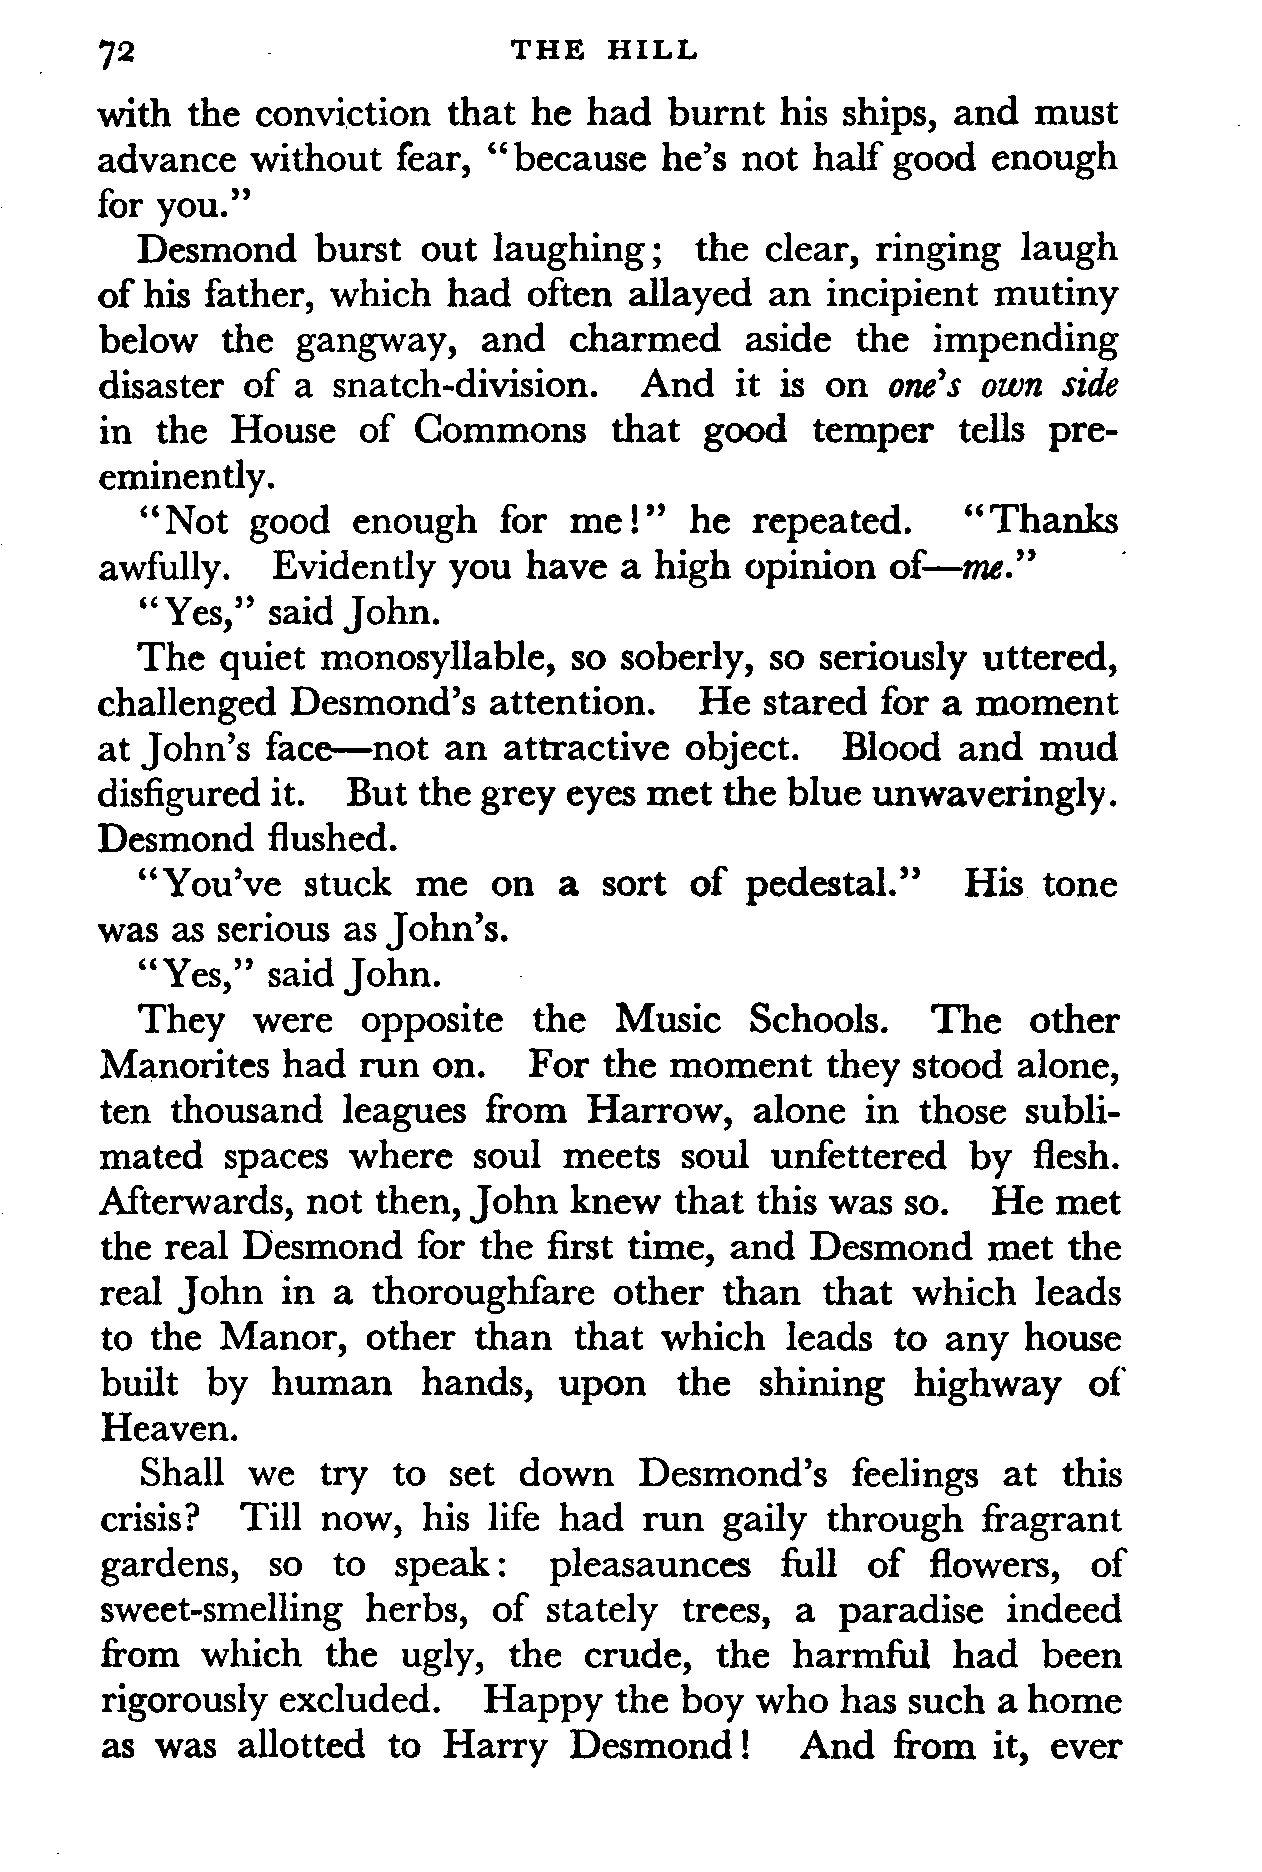 72 THE HILL
with the conviction that he had burnt his ships, and must
advance without fear, "because he's not half good enough
for you."
Desmond burst out laughing; the clear, ringing laugh
of his father, which had often allayed an incipient mutiny
below the gangway, and charmed aside the impending
disaster of a snatch-division. And it is on one's own side
in the House of Commons that good temper tells pre-
eminently.
"Not good enough for me!" he repeated. "Thanks
awfully. Evidently you have a high opinion of—me."
"Yes," said John.
The quiet monosyllable, so soberly, so seriously uttered,
challenged Desmond's attention. He stared for a moment
at John's face—not an attractive object. Blood and mud
disfigured it. But the grey eyes met the blue unwaveringly.
Desmond flushed.
"You've stuck me on a sort of pedestal." His tone
was as serious as John's.
"Yes," said John.
They were opposite the Music Schools. The other
Manorites had run on. For the moment they stood alone,
ten thousand leagues from Harrow, alone in those subli-
mated spaces where soul meets soul unfettered by flesh.
Afterwards, not then, John knew that this was so. He met
the real Desmond for the first time, and Desmond met the
real John in a thoroughfare other than that which leads
to the Manor, other than that which leads to any house
built by human hands, upon the shining highway of
Heaven.
Shall we try to set down Desmond's feelings at this
crisis? Till now, his life had run gaily through fragrant
gardens, so to speak: pleasaunces full of flowers, of
sweet-smelling herbs, of stately trees, a paradise indeed
from which the ugly, the crude, the harmful had been
rigorously excluded. Happy the boy who has such a home
as was allotted to Harry Desmond! And from it, ever